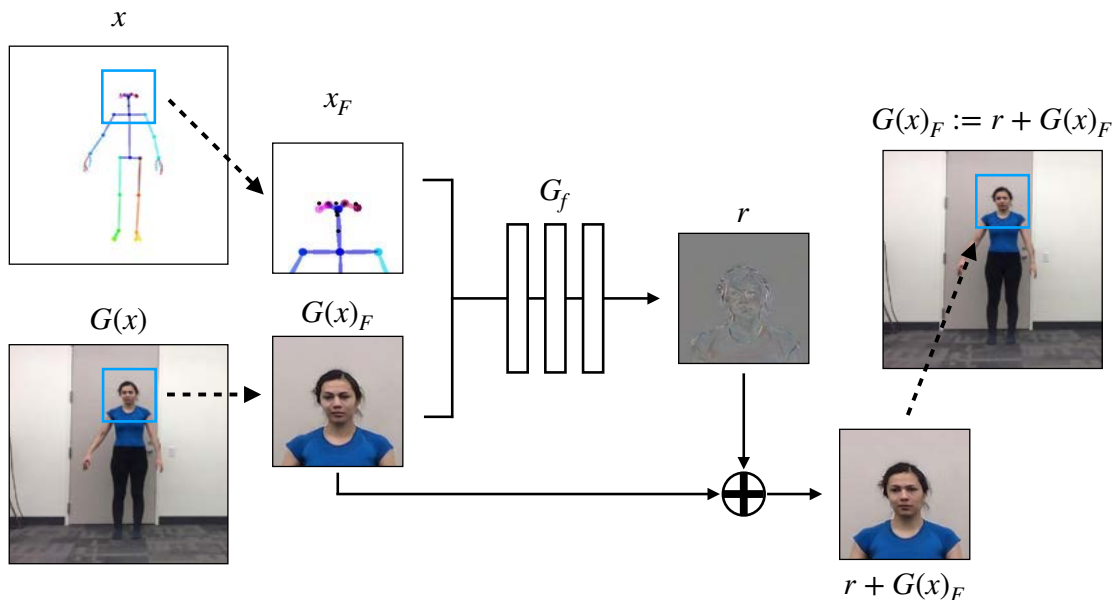 x
x_F
G(x)_F := r + G(x)_F
G_f
r
G(x)
G(x)_F
r + G(x)_F